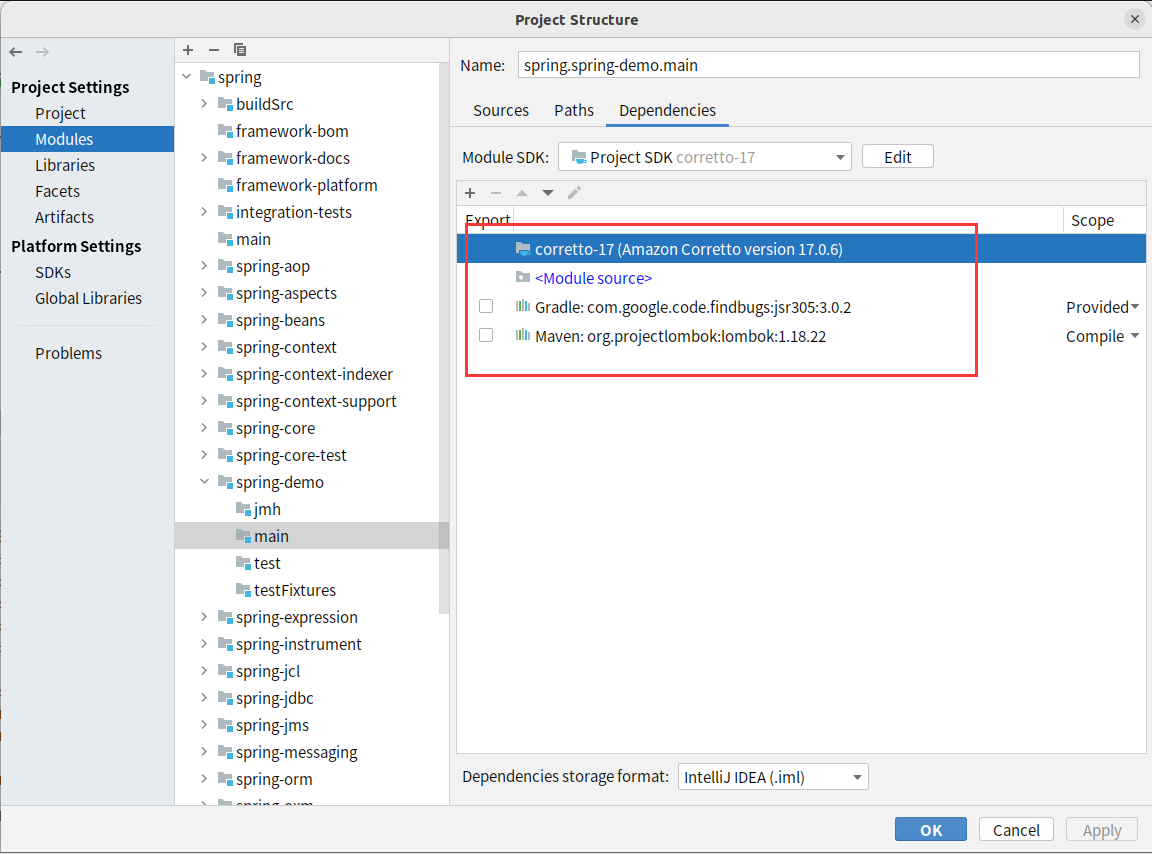 Project Structure
Project Settings
Project
Modules
Libraries
Facets
Artifacts
Platform Settings
SDKs
Global Libraries
Problems
spring
buildSrc
framework-bom
framework-docs
framework-platform
integration-tests
main
spring-aop
spring-aspects
spring-beans
spring-context
spring-context-indexer
spring-context-support
spring-core
spring-core-test
spring-demo
jmh
main
test
testFixtures
spring-expression
spring-instrument
spring-jcl
spring-jdbc
spring-jms
spring-messaging
spring-orm
spring-oxm
Name: spring.spring-demo.main
Sources Paths Dependencies
Module SDK: Project SDK corretto-17 Edit
Export Scope
corretto-17 (Amazon Corretto version 17.0.6)
<Module source>
Gradle: com.google.code.findbugs:jsr305:3.0.2 Provided
Maven: org.projectlombok:lombok:1.18.22 Compile
Dependencies storage format: IntelliJ IDEA (.iml)
OK Cancel Apply